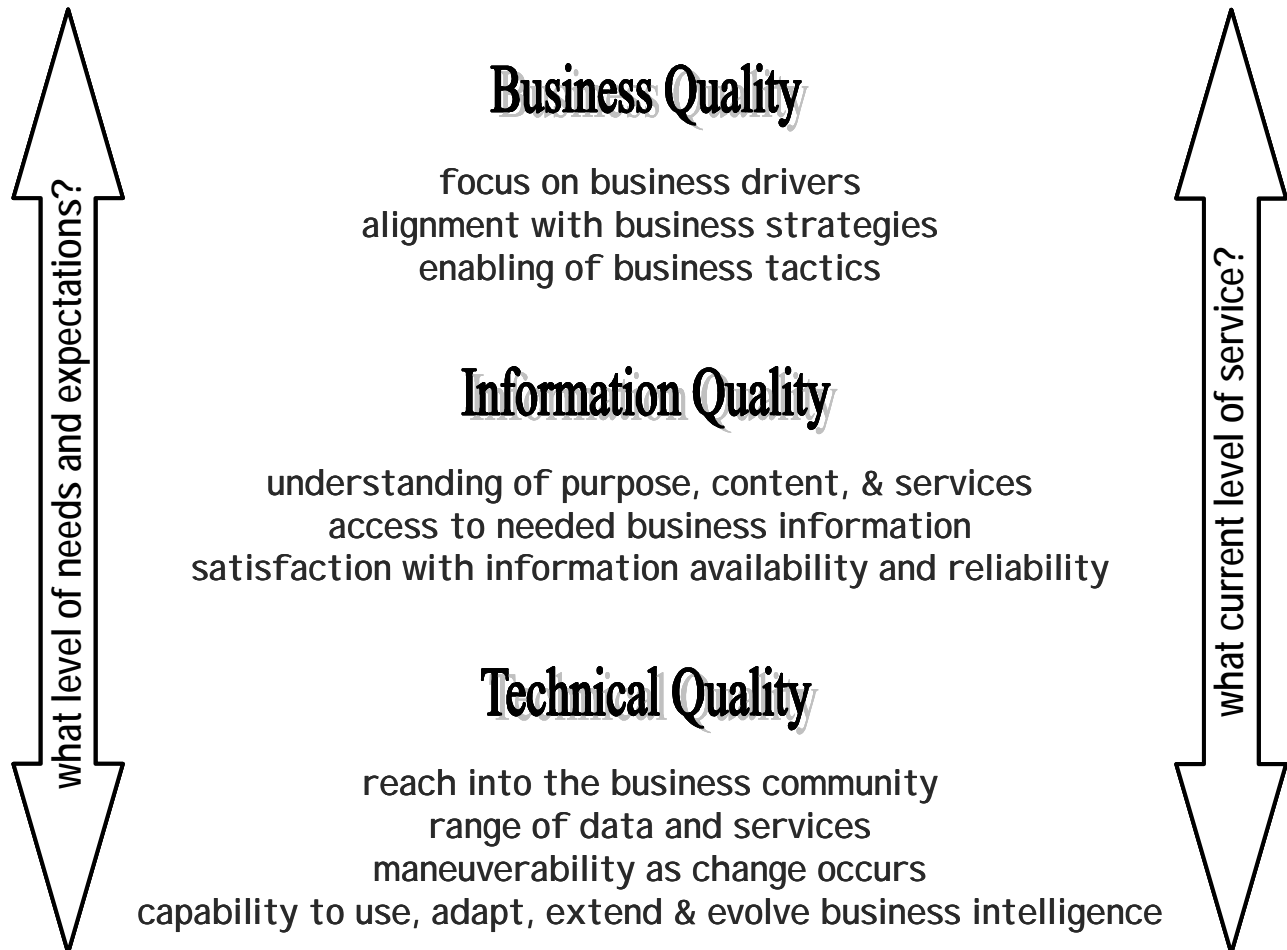 what level of needs and expectations?
Business Quality
focus on business drivers
alignment with business strategies
enabling of business tactics
Information Quality
understanding of purpose, content, & services
access to needed business information
satisfaction with information availability and reliability
Technical Quality
reach into the business community
range of data and services
maneuverability as change occurs
capability to use, adapt, extend & evolve business intelligence
what current level of service?